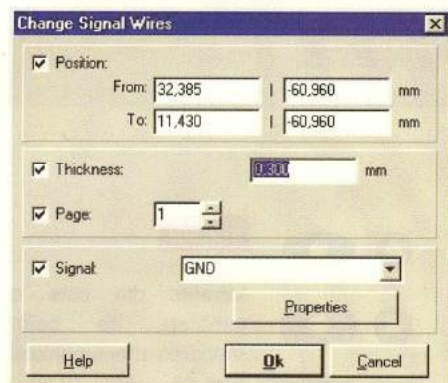 Change Signal Wires
Position:
From: 32,385 | -60,960 mm
To: 11,430 | -60,960 mm
Thickness: 0.300 mm
Page: 1
Signal: GND
Properties
Help Ok Cancel